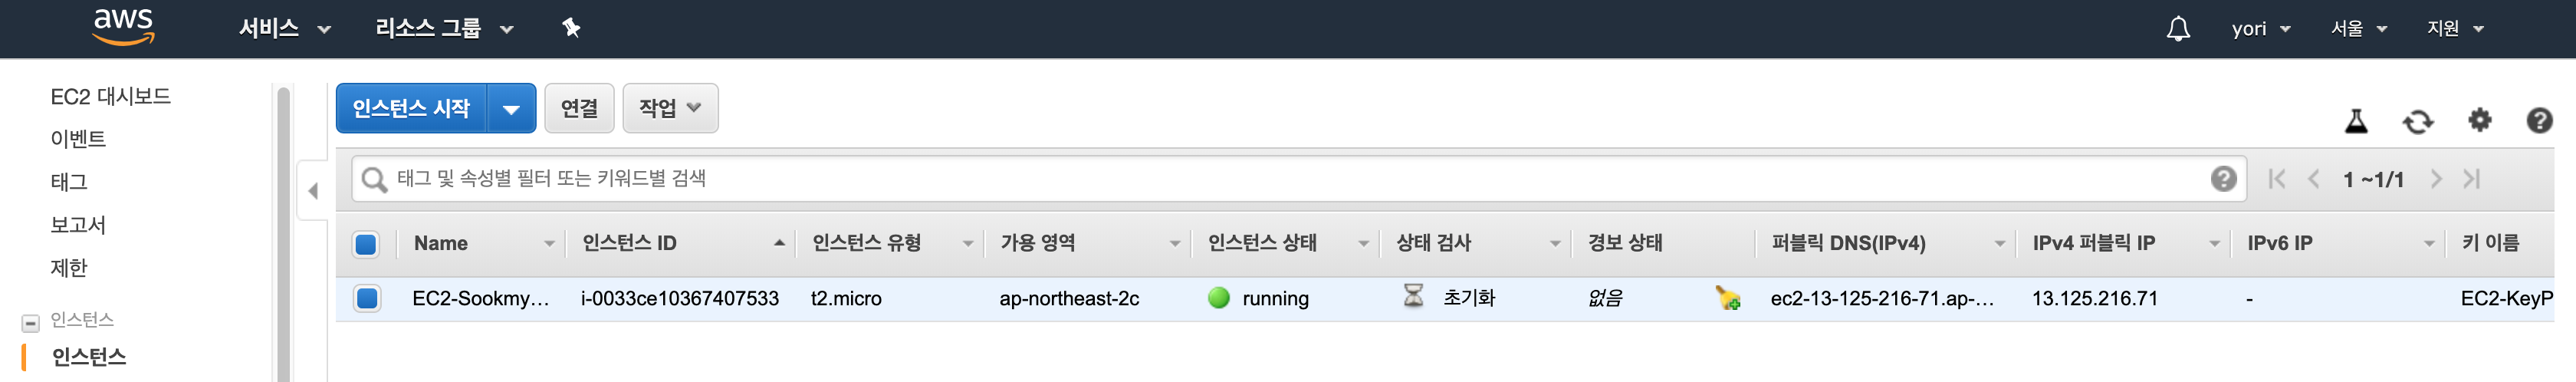 aws 서비스 리소스 그룹 yori 서울 지원
EC2 대시보드
이벤트
태그
보고서
제한
인스턴스
인스턴스
인스턴스 시작 연결 작업
태그 및 속성별 필터 또는 키워드별 검색 1 ~1/1
Name 인스턴스 ID 인스턴스 유형 가용 영역 인스턴스 상태 상태 검사 경보 상태 퍼블릭 DNS(IPv4) IPv4 퍼블릭 IP IPv6 IP 키 이름
EC2-Sookmy... i-0033ce10367407533 t2.micro ap-northeast-2c running 초기화 없음 ec2-13-125-216-71.ap-... 13.125.216.71 - EC2-KeyP